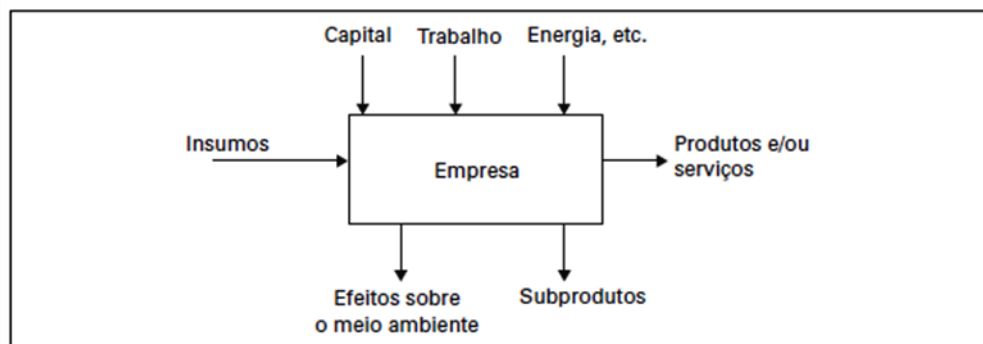 Capital Trabalho Energia, etc.
Insumos
Empresa
Produtos e/ou
serviços
Efeitos sobre
o meio ambiente
Subprodutos